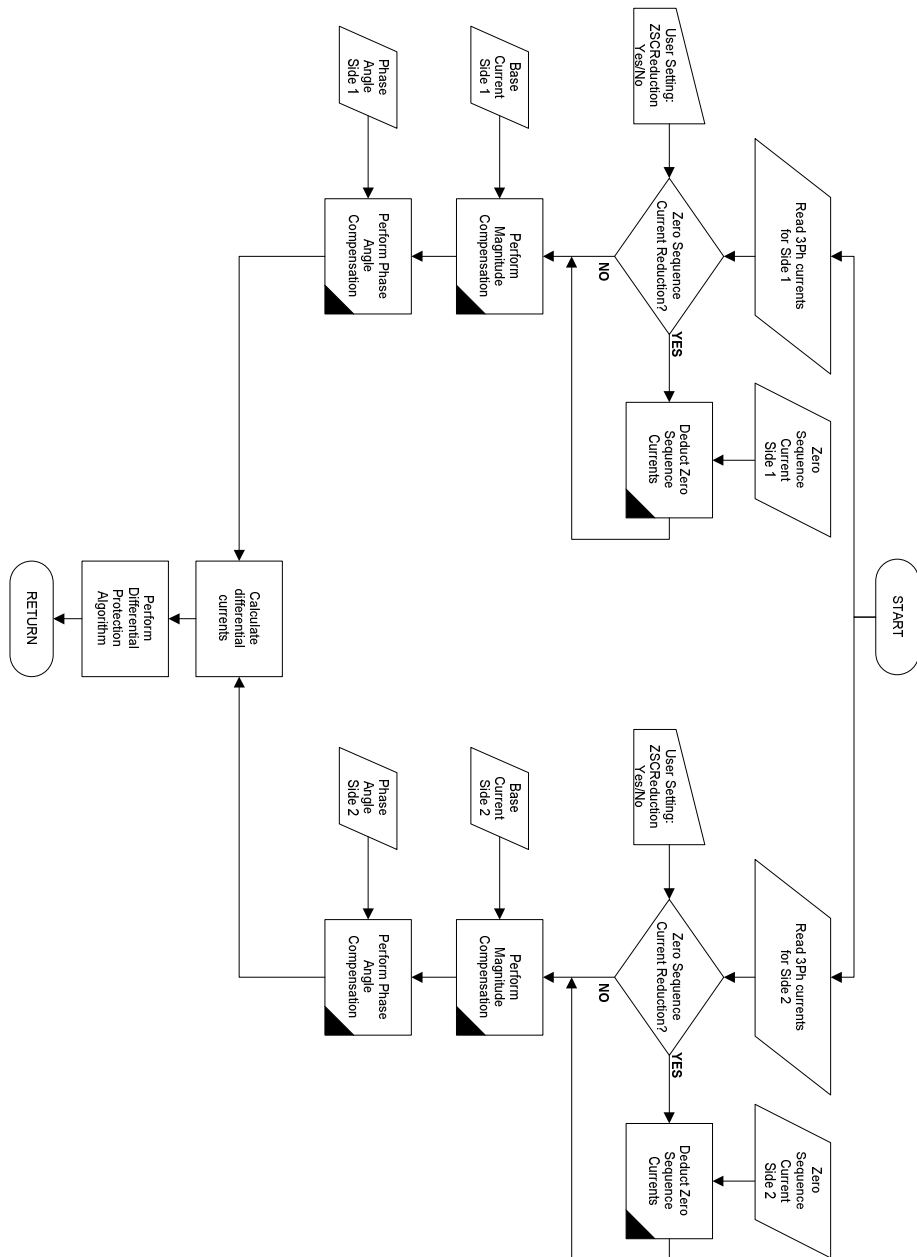 START
Read 3Ph currents
for Side 1
Zero
Sequence
Current
Side 1
User Setting:
ZSCReduction
Yes/No
Zero Sequence
Current Reduction?
YES
NO
Deduct Zero
Sequence
Currents
Base
Current
Side 1
Perform
Magnitude
Compensation
Phase
Angle
Side 1
Perform Phase
Angle
Compensation
Read 3Ph currents
for Side 2
Zero
Sequence
Current
Side 2
User Setting:
ZSCReduction
Yes/No
Zero Sequence
Current Reduction?
YES
NO
Deduct Zero
Sequence
Currents
Base
Current
Side 2
Perform
Magnitude
Compensation
Phase
Angle
Side 2
Perform Phase
Angle
Compensation
Calculate
differential
currents
Perform
Differential
Protection
Algorithm
RETURN